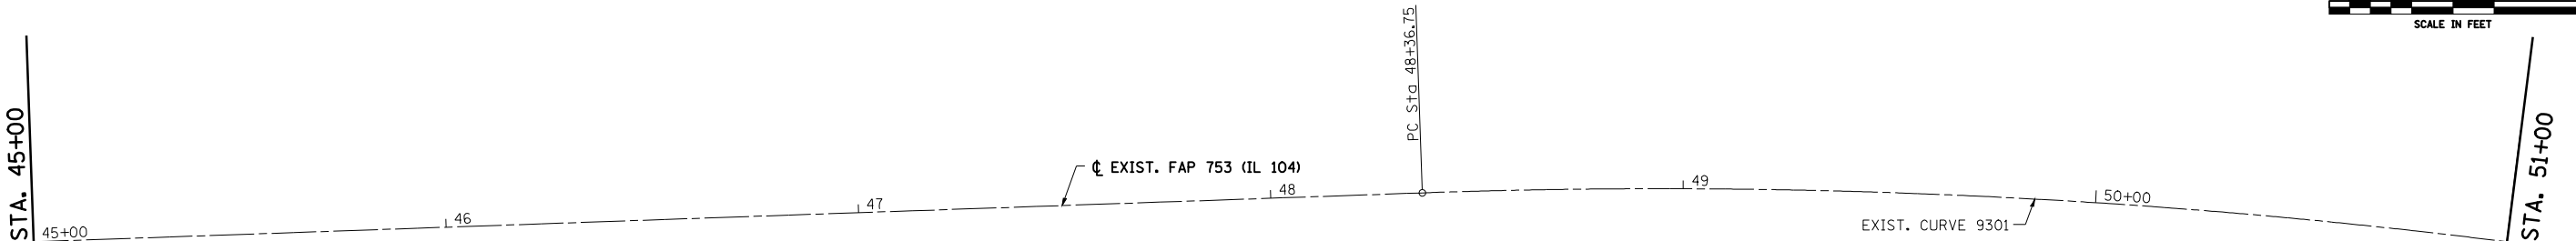 SCALE IN FEET
STA. 45+00
45+00
46
47
℄ EXIST. FAP 753 (IL 104)
48
PC Sta 48+36.75
49
EXIST. CURVE 9301
50+00
STA. 51+00